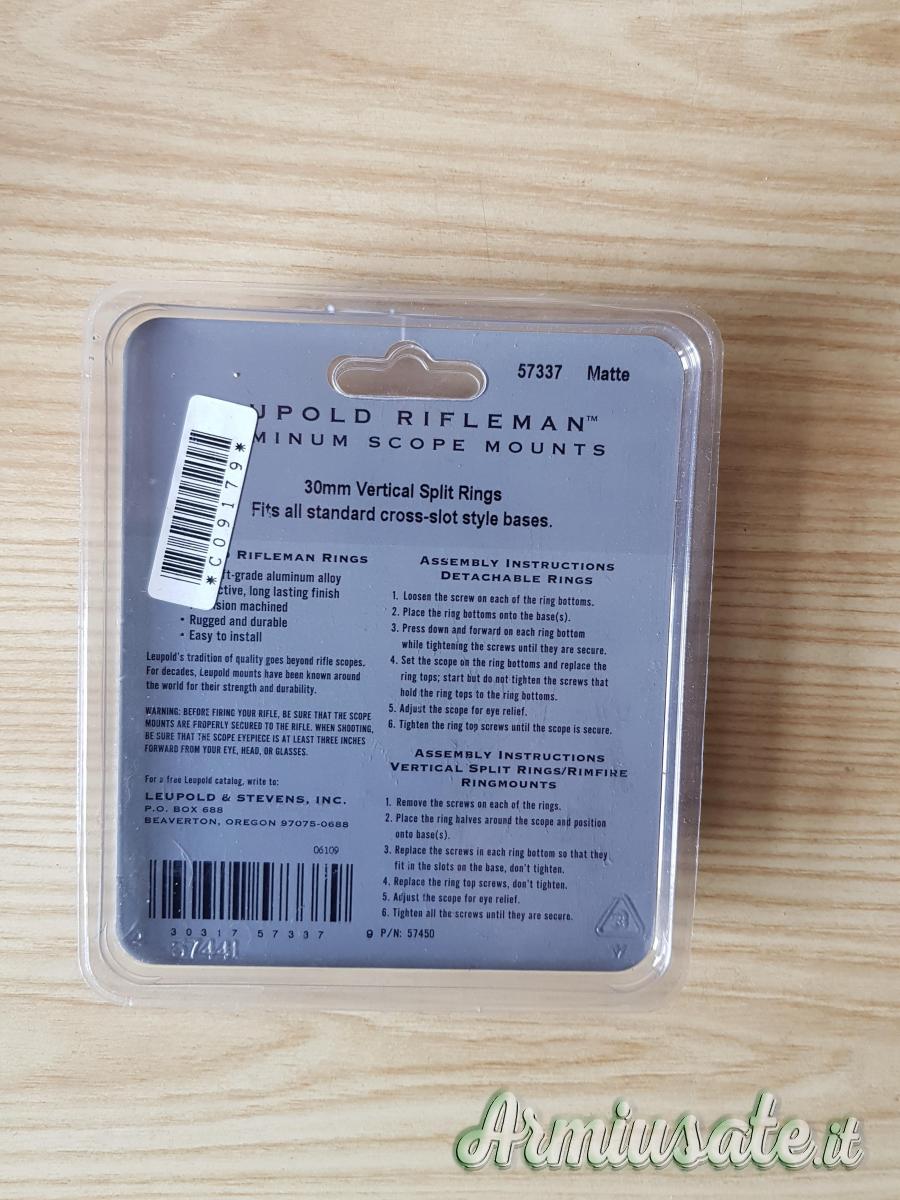 57337 Matte
UPOLD RIFLEMAN™
MINUM SCOPE MOUNTS
30mm Vertical Split Rings
Fits all standard cross-slot style bases.
*C09179*
RIFLEMAN RINGS
ft-grade aluminum alloy
ctive, long lasting finish
sion machined
• Rugged and durable
• Easy to install
Leupold's tradition of quality goes beyond rifle scopes.
For decades, Leupold mounts have been known around
the world for their strength and durability.
WARNING: BEFORE FIRING YOUR RIFLE, BE SURE THAT THE SCOPE
MOUNTS ARE PROPERLY SECURED TO THE RIFLE. WHEN SHOOTING,
BE SURE THAT THE SCOPE EYEPIECE IS AT LEAST THREE INCHES
FORWARD FROM YOUR EYE, HEAD, OR GLASSES.
For a free Leupold catalog, write to:
LEUPOLD & STEVENS, INC.
P.O. BOX 688
BEAVERTON, OREGON 97075-0688
06109
30317 57337 9
57441
ASSEMBLY INSTRUCTIONS
DETACHABLE RINGS
1. Loosen the screw on each of the ring bottoms.
2. Place the ring bottoms onto the base(s).
3. Press down and forward on each ring bottom
while tightening the screws until they are secure.
4. Set the scope on the ring bottoms and replace the
ring tops; start but do not tighten the screws that
hold the ring tops to the ring bottoms.
5. Adjust the scope for eye relief.
6. Tighten the ring top screws until the scope is secure.
ASSEMBLY INSTRUCTIONS
VERTICAL SPLIT RINGS/RIMFIRE
RINGMOUNTS
1. Remove the screws on each of the rings.
2. Place the ring halves around the scope and position
onto base(s).
3. Replace the screws in each ring bottom so that they
fit in the slots on the base, don't tighten.
4. Replace the ring top screws, don't tighten.
5. Adjust the scope for eye relief.
6. Tighten all the screws until they are secure.
P/N: 57450
Armiusate.it